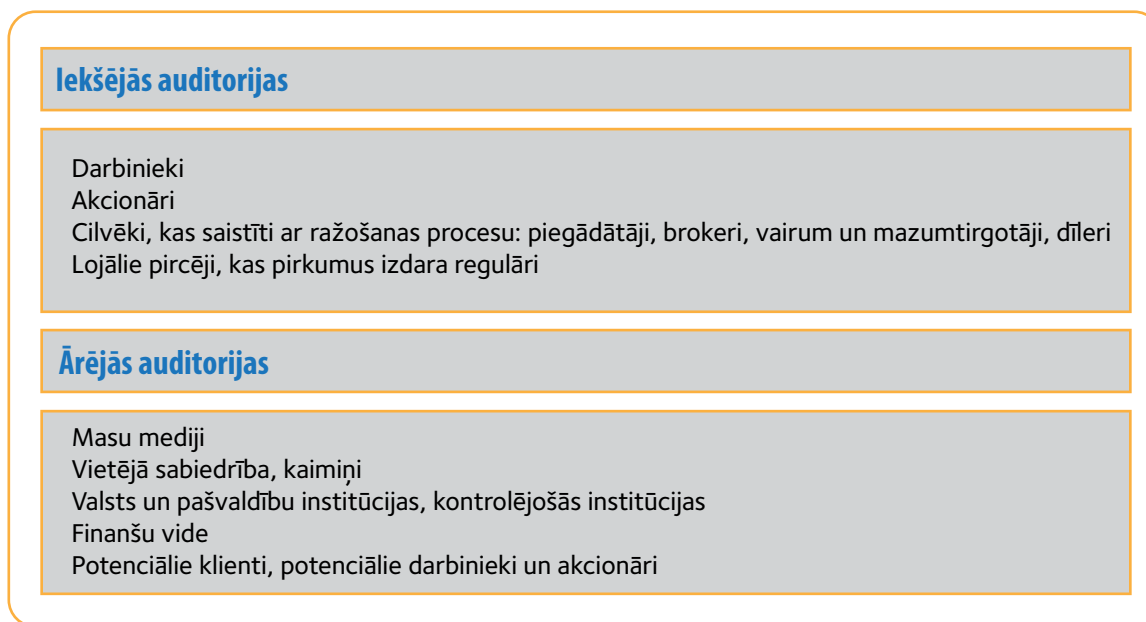 Iekšējās auditorijas
Darbinieki
Akcionāri
Cilvēki, kas saistīti ar ražošanas procesu: piegādātāji, brokeri, vairum un mazumtirgotāji, dīleri
Lojālie pircēji, kas pirkumus izdara regulāri
Ārējās auditorijas
Masu mediji
Vietējā sabiedrība, kaimiņi
Valsts un pašvaldību institūcijas, kontrolējošās institūcijas
Finanšu vide
Potenciālie klienti, potenciālie darbinieki un akcionāri